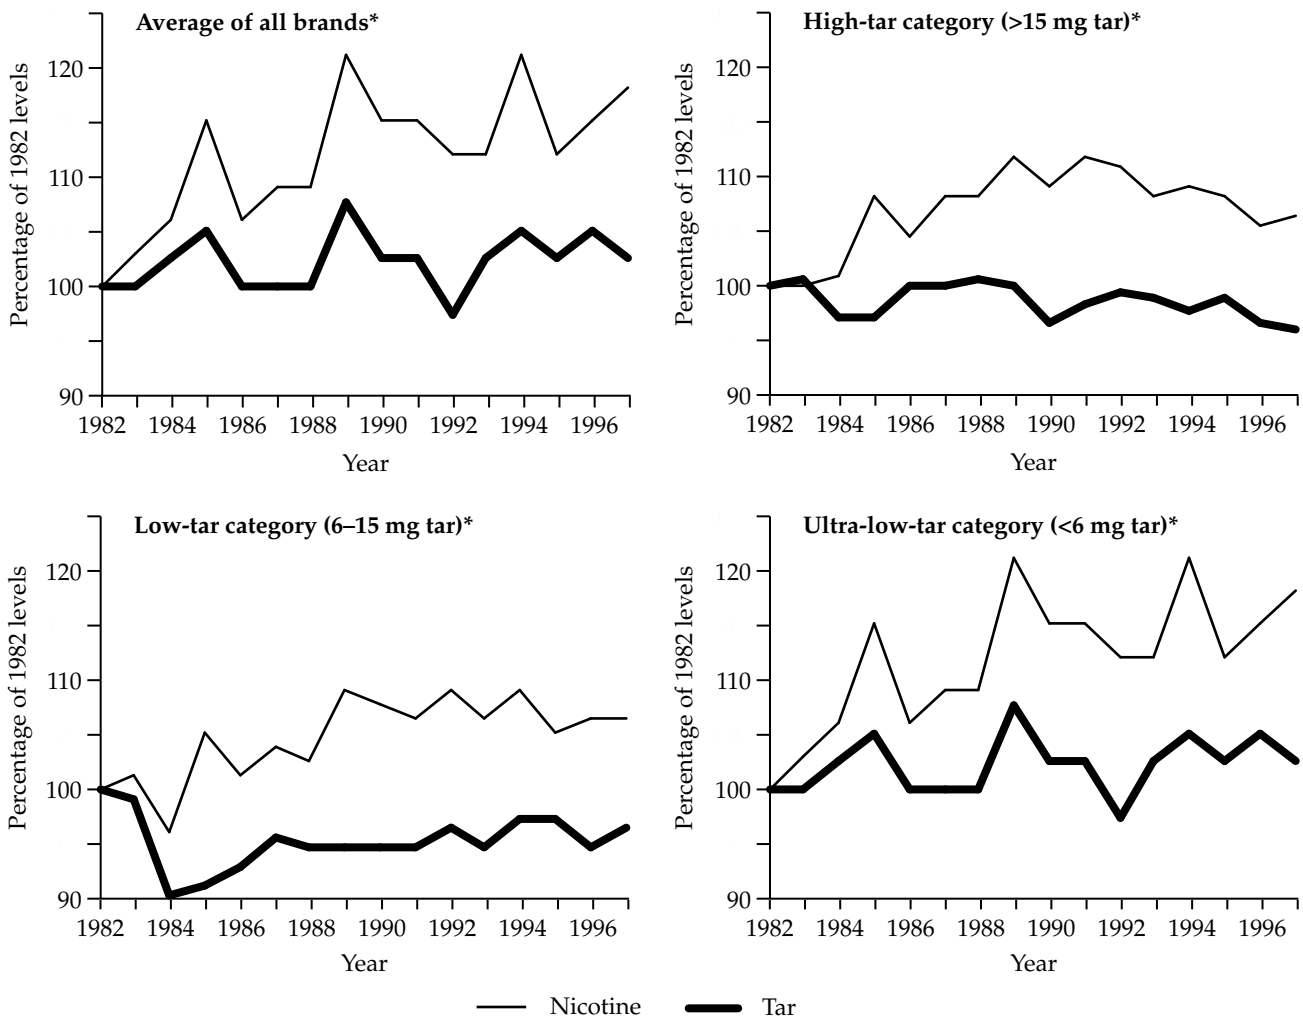 Average of all brands*
Percentage of 1982 levels
120
110
100
90
1982 1984 1986 1988 1990 1992 1994 1996
Year
High-tar category (>15 mg tar)*
Percentage of 1982 levels
120
110
100
90
1982 1984 1986 1988 1990 1992 1994 1996
Year
Low-tar category (6–15 mg tar)*
Percentage of 1982 levels
120
110
100
90
1982 1984 1986 1988 1990 1992 1994 1996
Year
Ultra-low-tar category (<6 mg tar)*
Percentage of 1982 levels
120
110
100
90
1982 1984 1986 1988 1990 1992 1994 1996
Year
Nicotine Tar